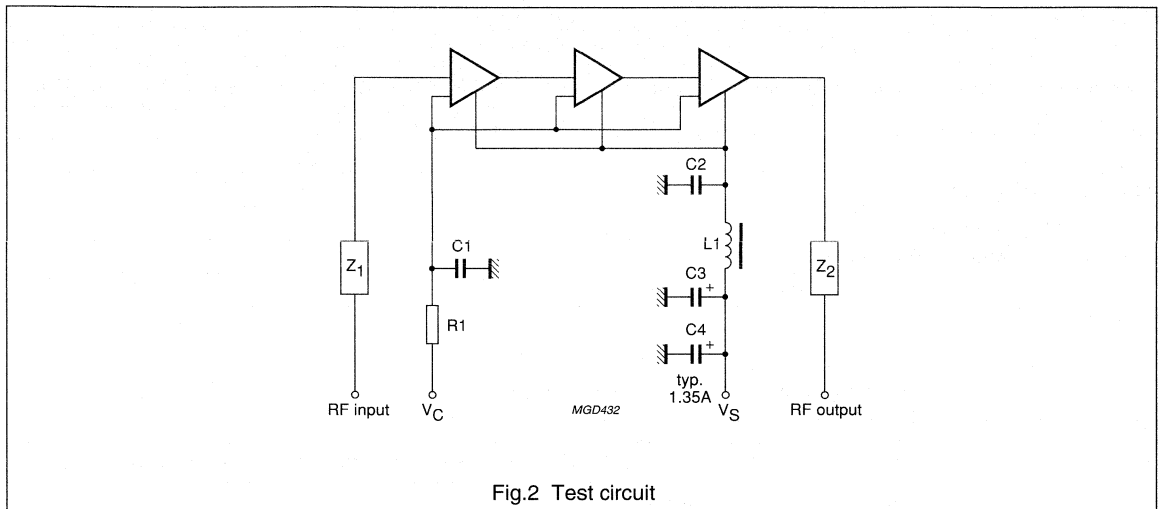 C2
L1
C1
Z1
C3
+
Z2
R1
C4
+
typ.
1.35A
RF input
VC
MGD432
VS
RF output
Fig.2 Test circuit